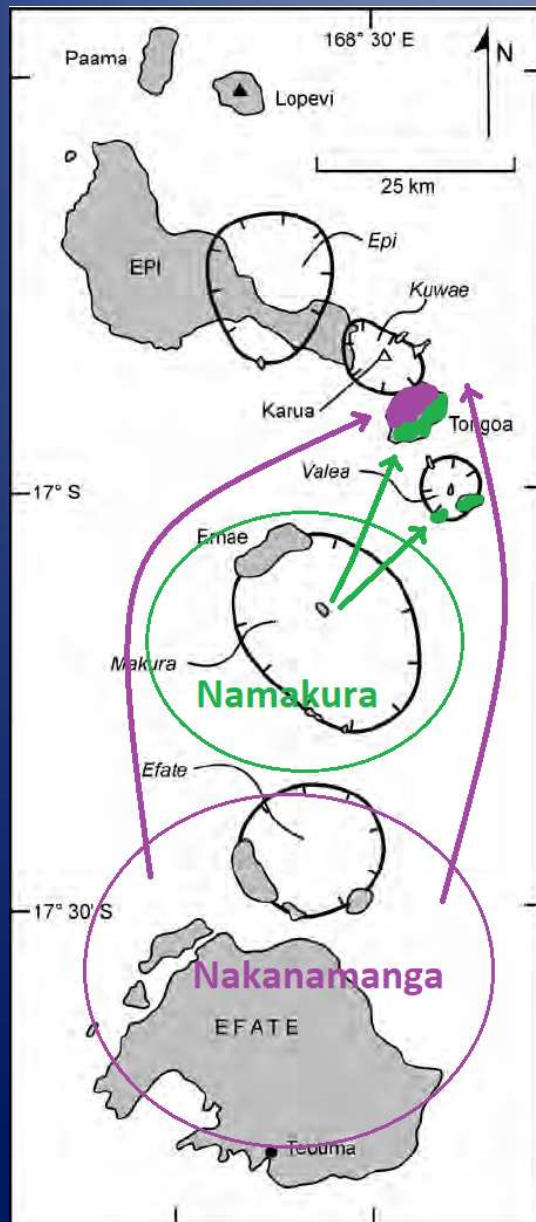 168° 30' E
Paama
N
Lopevi
25 km
Epi
EPI
Kuwae
Karua
Tongoa
Valea
17° S
Emae
Makura
Namakura
Efate
17° 30' S
Nakanamanga
EFATE
Teouma